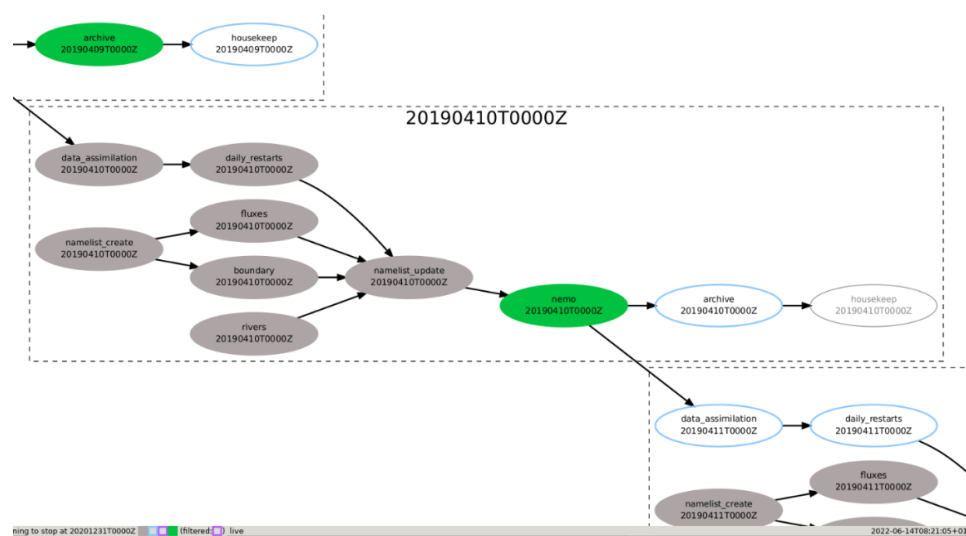 archive
20190409T0000Z
housekeep
20190409T0000Z
20190410T0000Z
data_assimilation
20190410T0000Z
daily_restarts
20190410T0000Z
fluxes
20190410T0000Z
namelist_create
20190410T0000Z
boundary
20190410T0000Z
namelist_update
20190410T0000Z
rivers
20190410T0000Z
nemo
20190410T0000Z
archive
20190410T0000Z
housekeep
20190410T0000Z
data_assimilation
20190411T0000Z
daily_restarts
20190411T0000Z
fluxes
20190411T0000Z
namelist_create
20190411T0000Z
ning to stop at 20201231T0000Z (filtered: ) live
2022-06-14T08:21:05+01